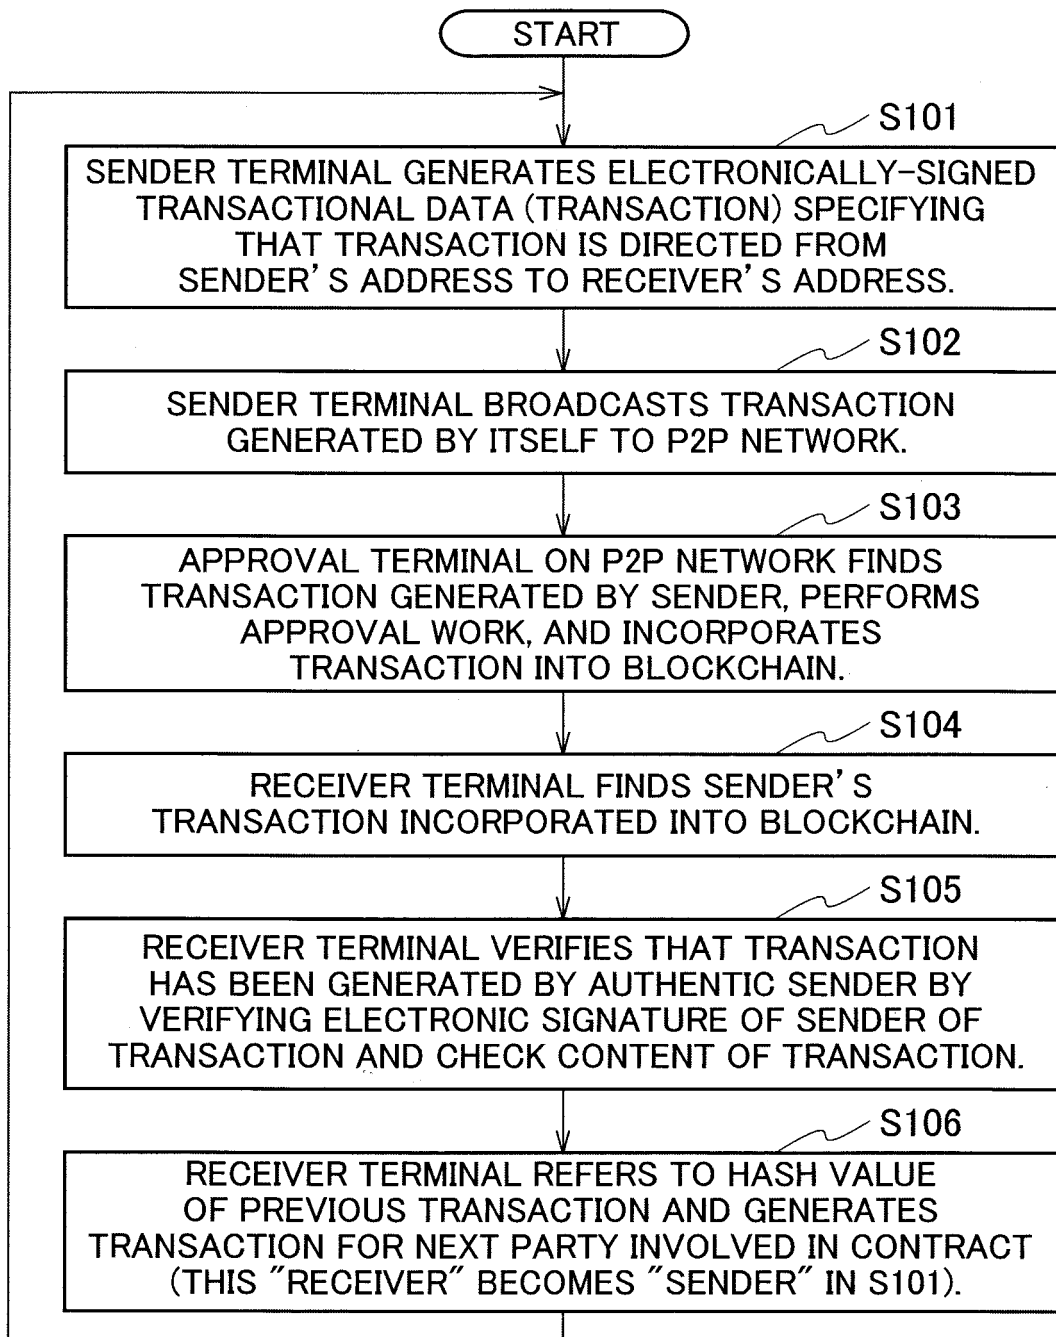 START
S101
SENDER TERMINAL GENERATES ELECTRONICALLY-SIGNED
TRANSACTIONAL DATA (TRANSACTION) SPECIFYING
THAT TRANSACTION IS DIRECTED FROM
SENDER'S ADDRESS TO RECEIVER'S ADDRESS.
S102
SENDER TERMINAL BROADCASTS TRANSACTION
GENERATED BY ITSELF TO P2P NETWORK.
S103
APPROVAL TERMINAL ON P2P NETWORK FINDS
TRANSACTION GENERATED BY SENDER, PERFORMS
APPROVAL WORK, AND INCORPORATES
TRANSACTION INTO BLOCKCHAIN.
S104
RECEIVER TERMINAL FINDS SENDER'S
TRANSACTION INCORPORATED INTO BLOCKCHAIN.
S105
RECEIVER TERMINAL VERIFIES THAT TRANSACTION
HAS BEEN GENERATED BY AUTHENTIC SENDER BY
VERIFYING ELECTRONIC SIGNATURE OF SENDER OF
TRANSACTION AND CHECK CONTENT OF TRANSACTION.
S106
RECEIVER TERMINAL REFERS TO HASH VALUE
OF PREVIOUS TRANSACTION AND GENERATES
TRANSACTION FOR NEXT PARTY INVOLVED IN CONTRACT
(THIS "RECEIVER" BECOMES "SENDER" IN S101).